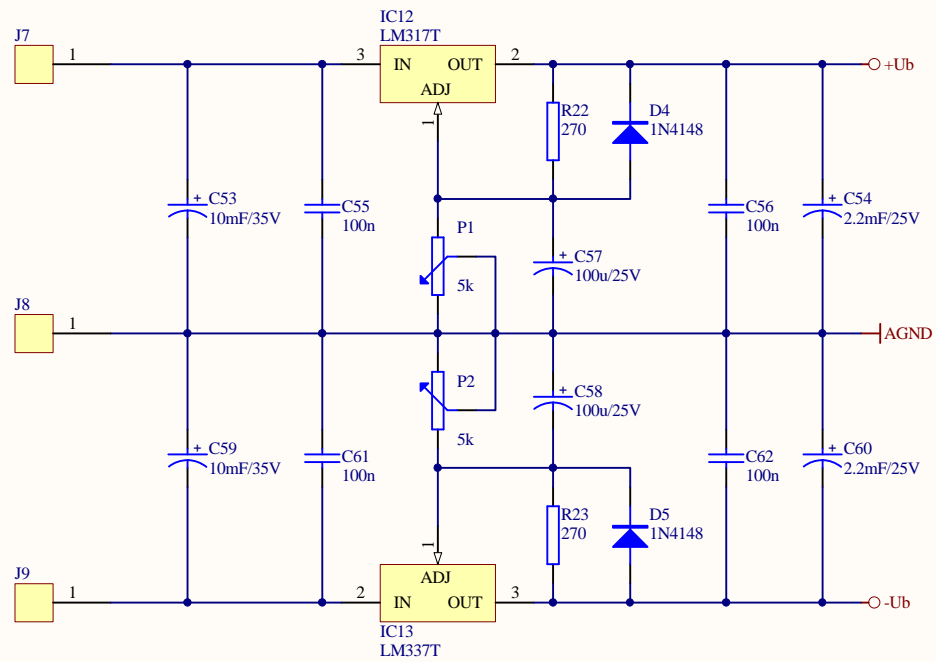 IC12
LM317T
J7
1
3
IN
OUT
2
ADJ
1
+Ub
R22
270
D4
1N4148
C53
+
10mF/35V
C55
100n
P1
5k
C57
+
100u/25V
C56
100n
C54
+
2.2mF/25V
J8
1
AGND
P2
5k
C58
+
100u/25V
C59
+
10mF/35V
C61
100n
C62
100n
C60
+
2.2mF/25V
R23
270
D5
1N4148
J9
1
2
1
ADJ
IN
OUT
3
-Ub
IC13
LM337T